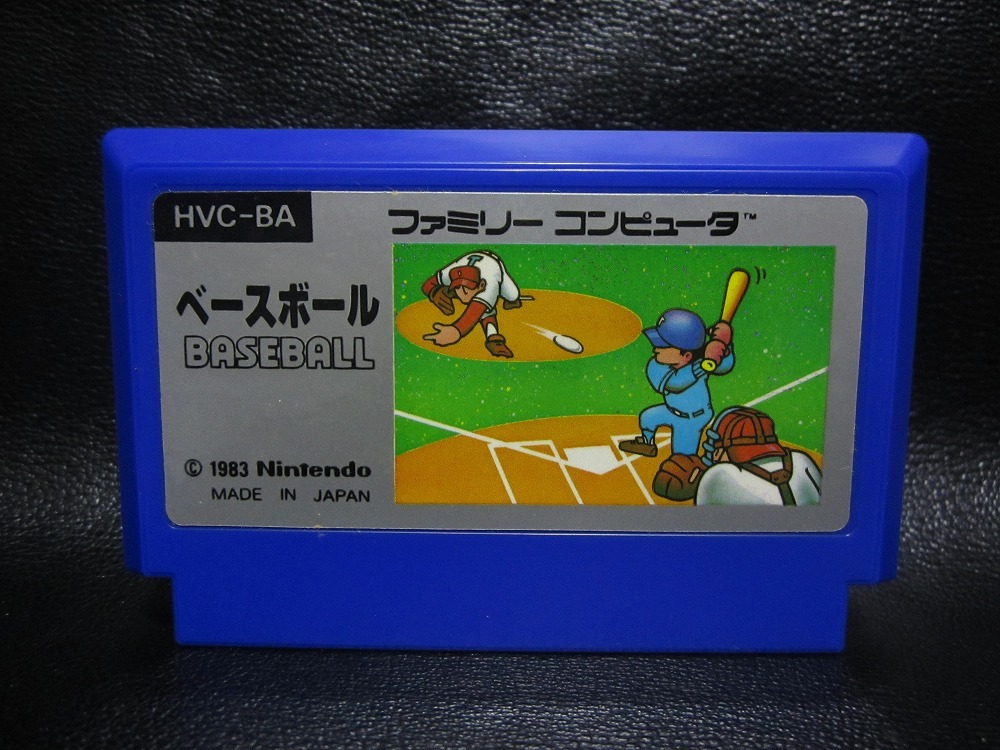 HVC-BA
ファミリー コンピュータ™
ベースボール
BASEBALL
© 1983 Nintendo
MADE IN JAPAN
T